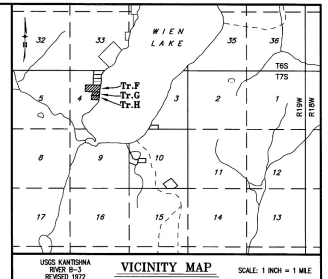 32 33 WIEN 35 36
LAKE
T6S
T7S
Tr.F
5 4 Tr.G 3 2 1
Tr.H
R19W
R18W
8 9 10 11 12
17 16 15 14 13
USGS KANTISHNA
RIVER B-3
REVISED 1972
VICINITY MAP
SCALE: 1 INCH = 1 MILE